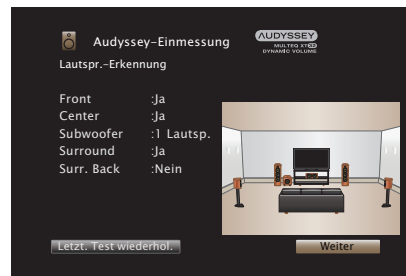 Audyssey-Einmessung
AUDYSSEY
MULTEQ XT32
DYNAMIC VOLUME
Lautspr.-Erkennung
Front :Ja
Center :Ja
Subwoofer :1 Lautsp.
Surround :Ja
Surr. Back :Nein
Letzt. Test wiederhol.
Weiter